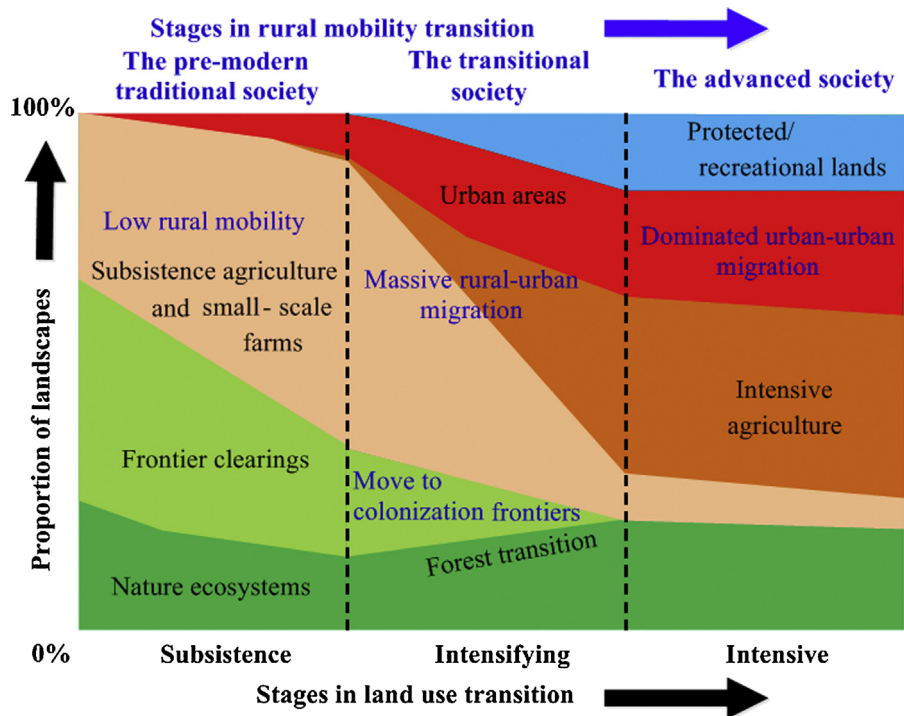 Stages in rural mobility transition
The pre-modern
traditional society
The transitional
society
The advanced society
100%
Protected/
recreational lands
Urban areas
Low rural mobility
Dominated urban-urban
migration
Subsistence agriculture
and small-scale
farms
Massive rural-urban
migration
Intensive
agriculture
Frontier clearings
Move to
colonization frontiers
Forest transition
Nature ecosystems
Proportion of landscapes
0%
Subsistence
Intensifying
Intensive
Stages in land use transition